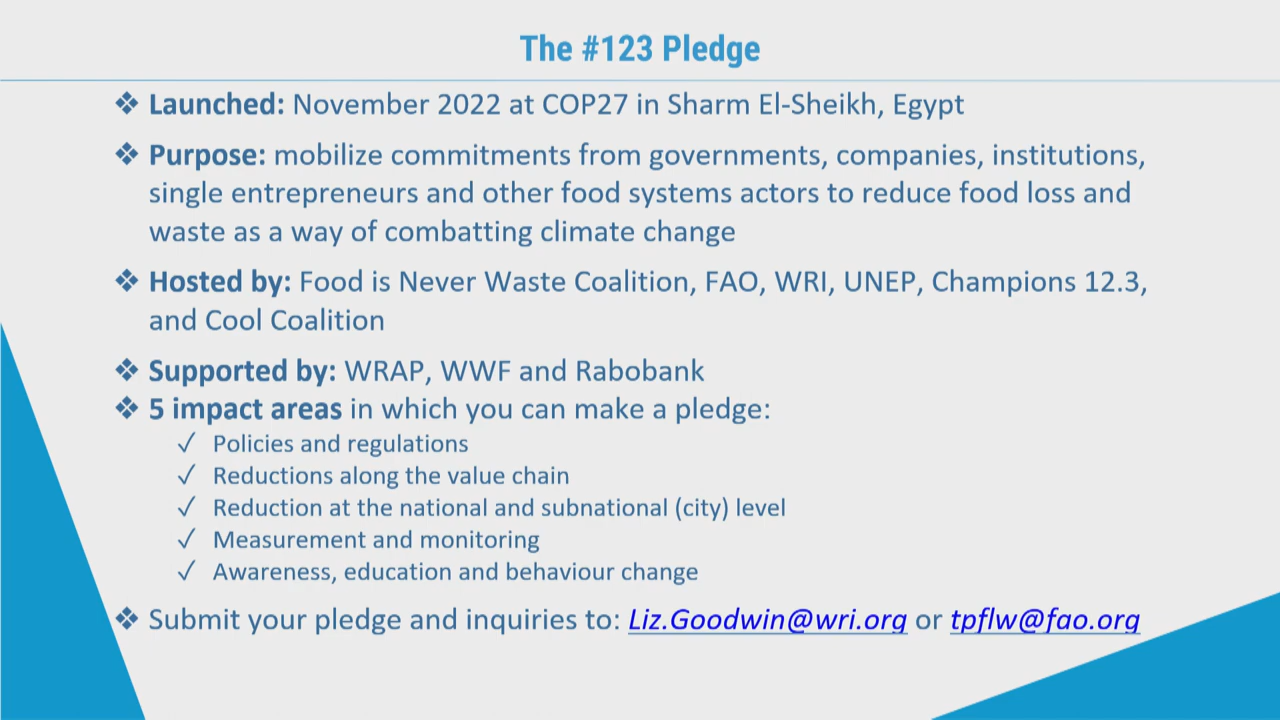 The #123 Pledge
❖ Launched: November 2022 at COP27 in Sharm El-Sheikh, Egypt
❖ Purpose: mobilize commitments from governments, companies, institutions,
single entrepreneurs and other food systems actors to reduce food loss and
waste as a way of combatting climate change
❖ Hosted by: Food is Never Waste Coalition, FAO, WRI, UNEP, Champions 12.3,
and Cool Coalition
❖ Supported by: WRAP, WWF and Rabobank
❖ 5 impact areas in which you can make a pledge:
✓ Policies and regulations
✓ Reductions along the value chain
✓ Reduction at the national and subnational (city) level
✓ Measurement and monitoring
✓ Awareness, education and behaviour change
❖ Submit your pledge and inquiries to: Liz.Goodwin@wri.org or tpflw@fao.org